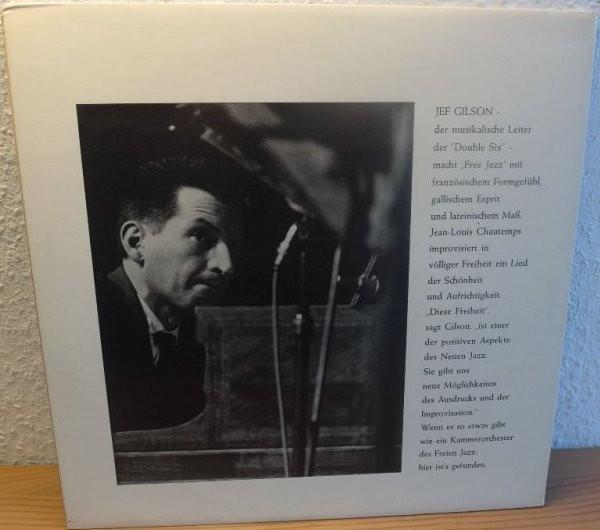 JEF GILSON -
der musikalische Leiter
der "Double Six" -
macht „Free Jazz" mit
französischem Formgefühl,
gallischem Esprit
und lateinischem Maß.
Jean-Louis Chautemps
improvisiert in
völliger Freiheit ein Lied
der Schönheit
und Aufrichtigkeit.
„Diese Freiheit",
sagt Gilson, „ist einer
der positiven Aspekte
des Neuen Jazz.
Sie gibt uns
neue Möglichkeiten
des Ausdrucks und der
Improvisation."
Wenn es so etwas gibt
wie ein Kammerorchester
des Freien Jazz:
hier ist's gefunden.